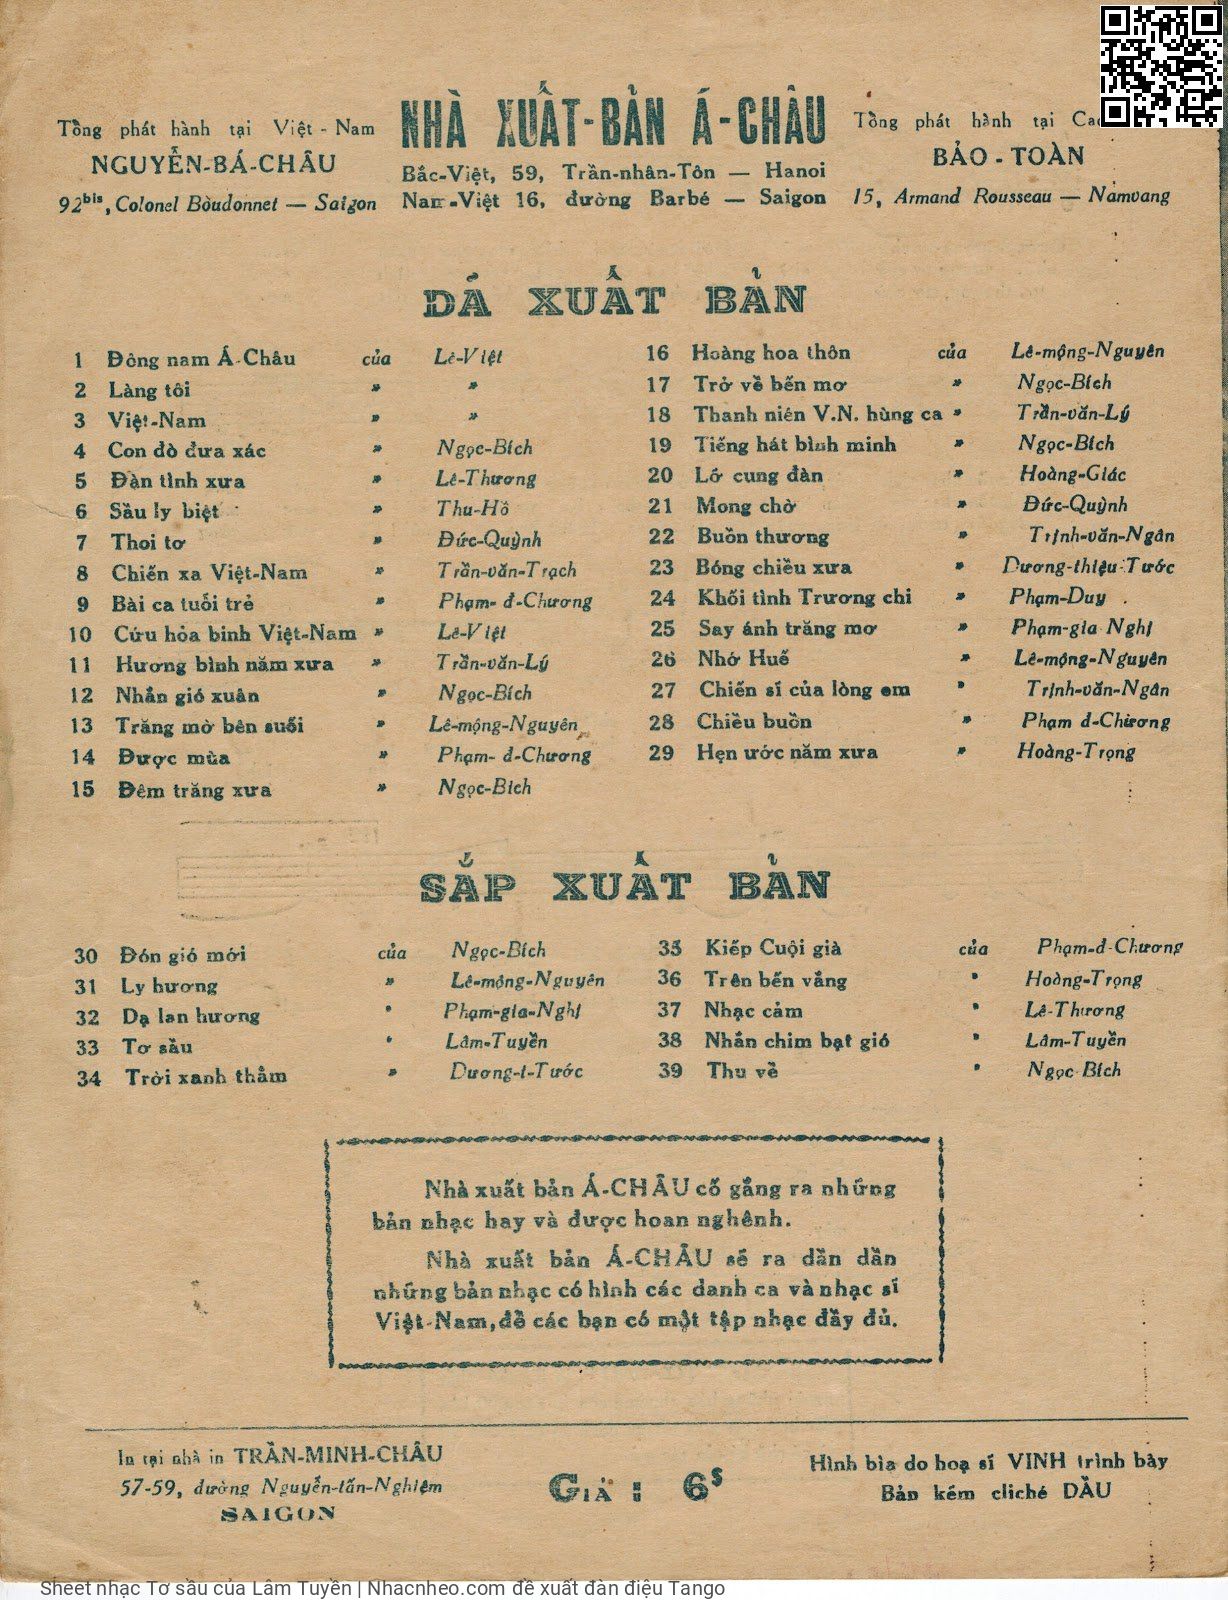 Tổng phát hành tại Việt - Nam
NGUYỄN-BÁ-CHÂU
92bis, Colonel Bòudonnet — Saigon
NHÀ XUẤT-BẢN Á-CHÂU
Bắc-Việt, 59, Trần-nhân-Tôn — Hanoi
Nam-Việt 16, đường Barbé — Saigon
Tổng phát hành tại
BẢO - TOÀN
15, Armand Rousseau — Namvang
DÃ XUẤT BẢN
1 Đông nam Á-Châu của Lê-Việt
2 Làng tôi » »
3 Việt-Nam » »
4 Con đò đưa xác » Ngọc-Bích
5 Đàn tình xưa » Lê-Thương
6 Sầu ly biệt » Thu-Hồ
7 Thoi tơ » Đức-Quỳnh
8 Chiến xa Việt-Nam » Trần-văn-Trạch
9 Bài ca tuổi trẻ » Phạm- đ-Chương
10 Cứu hỏa binh Việt-Nam » Lê-Việt
11 Hương bình năm xưa » Trần-văn-Lý
12 Nhắn gió xuân » Ngọc-Bích
13 Trăng mờ bên suối » Lê-mộng-Nguyên
14 Được mùa » Phạm- đ-Chương
15 Đêm trăng xưa » Ngọc-Bích
16 Hoàng hoa thôn của Lê-mộng-Nguyên
17 Trở về bến mơ » Ngọc-Bích
18 Thanh niên V.N. hùng ca » Trần-văn-Lý
19 Tiếng hát bình minh » Ngọc-Bích
20 Lỡ cung đàn » Hoàng-Giác
21 Mong chờ » Đức-Quỳnh
22 Buồn thương » Trịnh-văn-Ngân
23 Bóng chiều xưa » Dương-thiệu-Tước
24 Khối tình Trương chi » Phạm-Duy
25 Say ánh trăng mơ » Phạm-gia Nghị
26 Nhớ Huế » Lê-mộng-Nguyên
27 Chiến sĩ của lòng em » Trịnh-văn-Ngân
28 Chiều buồn » Phạm đ-Chương
29 Hẹn ước năm xưa » Hoàng-Trọng
SẮP XUẤT BẢN
30 Đón gió mới của Ngọc-Bích
31 Ly hương » Lê-mộng-Nguyên
32 Dạ lan hương » Phạm-gia-Nghị
33 Tơ sầu » Lâm-Tuyền
34 Trời xanh thẳm » Dương-t-Tước
35 Kiếp Cuội già của Phạm-đ-Chương
36 Trên bến vắng » Hoàng-Trọng
37 Nhạc cảm » Lê-Thương
38 Nhắn chim bạt gió » Lâm-Tuyền
39 Thu về » Ngọc Bích
Nhà xuất bản Á-CHÂU cố gắng ra những
bản nhạc hay và được hoan nghênh.
Nhà xuất bản Á-CHÂU sẽ ra dần dần
những bản nhạc có hình các danh ca và nhạc sĩ
Việt-Nam, để các bạn có một tập nhạc đầy đủ.
In tại nhà in TRẦN-MINH-CHÂU
57-59, đường Nguyễn-tấn-Nghiệm
SAIGON
GIÁ : 6$
Hình bìa do hoạ sĩ VINH trình bày
Bản kẽm cliché DẦU
Sheet nhạc Tơ sầu của Lâm Tuyền | Nhacnheo.com đề xuất đàn điệu Tango